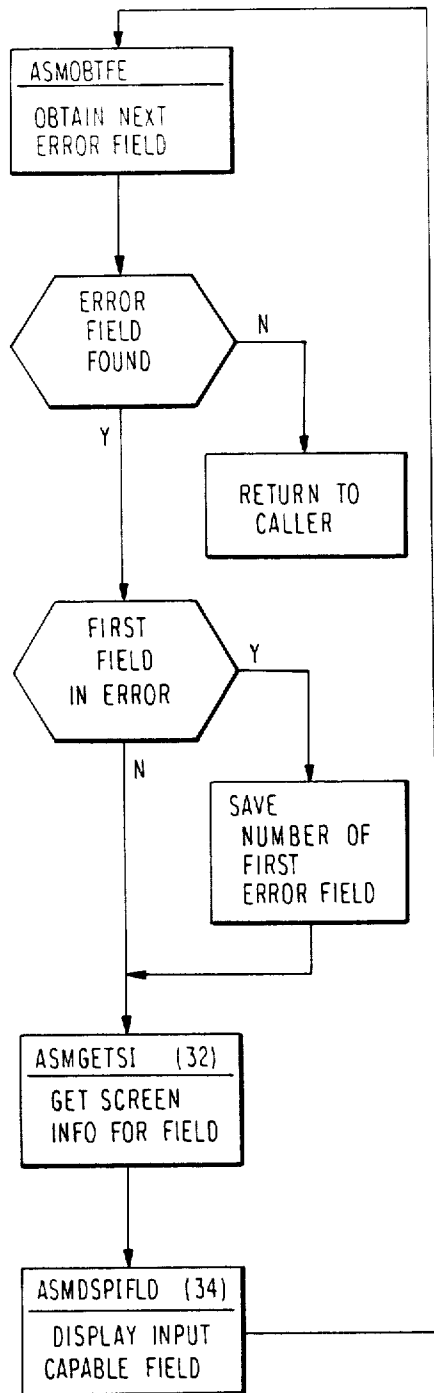 ASMOBTFE
OBTAIN NEXT
ERROR FIELD
ERROR
FIELD
FOUND
N
Y
RETURN TO
CALLER
FIRST
FIELD
IN ERROR
Y
N
SAVE
NUMBER OF
FIRST
ERROR FIELD
ASMGETSI (32)
GET SCREEN
INFO FOR FIELD
ASMDSPIFLD (34)
DISPLAY INPUT
CAPABLE FIELD